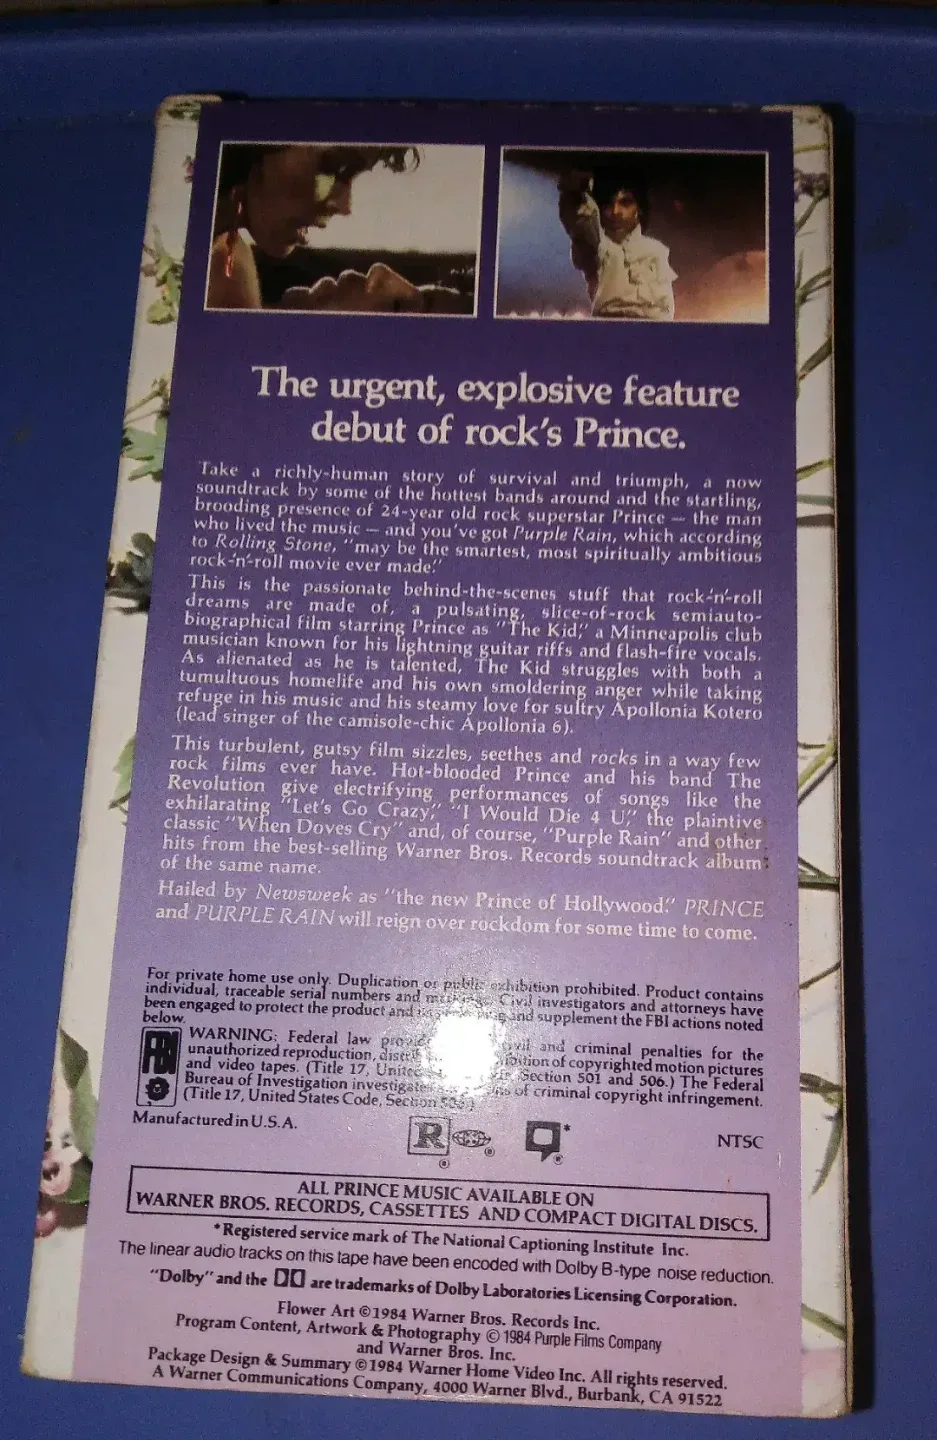 The urgent, explosive feature
debut of rock's Prince.
Take a richly-human story of survival and triumph, a now
soundtrack by some of the hottest bands around and the startling,
brooding presence of 24-year old rock superstar Prince — the man
who lived the music — and you've got Purple Rain, which according
to Rolling Stone, "may be the smartest, most spiritually ambitious
rock-'n'-roll movie ever made."
This is the passionate behind-the-scenes stuff that rock-'n'-roll
dreams are made of, a pulsating, slice-of-rock semiauto-
biographical film starring Prince as "The Kid," a Minneapolis club
musician known for his lightning guitar riffs and flash-fire vocals.
As alienated as he is talented, The Kid struggles with both a
tumultuous homelife and his own smoldering anger while taking
refuge in his music and his steamy love for sultry Apollonia Kotero
(lead singer of the camisole-chic Apollonia 6).
This turbulent, gutsy film sizzles, seethes and rocks in a way few
rock films ever have. Hot-blooded Prince and his band The
Revolution give electrifying performances of songs like the
exhilarating "Let's Go Crazy," "I Would Die 4 U," the plaintive
classic "When Doves Cry" and, of course, "Purple Rain" and other
hits from the best-selling Warner Bros. Records soundtrack album
of the same name.
Hailed by Newsweek as "the new Prince of Hollywood." PRINCE
and PURPLE RAIN will reign over rockdom for some time to come.
For private home use only. Duplication or public exhibition prohibited. Product contains
individual, traceable serial numbers and Civil investigators and attorneys have
been engaged to protect the product and and supplement the FBI actions noted
below.
FBI
WARNING: Federal law civil and criminal penalties for the
unauthorized reproduction, of copyrighted motion pictures
and video tapes. (Title 17, United Section 501 and 506.) The Federal
Bureau of Investigation investigates of criminal copyright infringement.
(Title 17, United States Code, Section 506.)
Manufactured in U.S.A.
R ®
® * ®
NTSC
ALL PRINCE MUSIC AVAILABLE ON
WARNER BROS. RECORDS, CASSETTES AND COMPACT DIGITAL DISCS.
*Registered service mark of The National Captioning Institute Inc.
The linear audio tracks on this tape have been encoded with Dolby B-type noise reduction.
"Dolby" and the are trademarks of Dolby Laboratories Licensing Corporation.
Flower Art ©1984 Warner Bros. Records Inc.
Program Content, Artwork & Photography © 1984 Purple Films Company
and Warner Bros. Inc.
Package Design & Summary ©1984 Warner Home Video Inc. All rights reserved.
A Warner Communications Company, 4000 Warner Blvd., Burbank, CA 91522